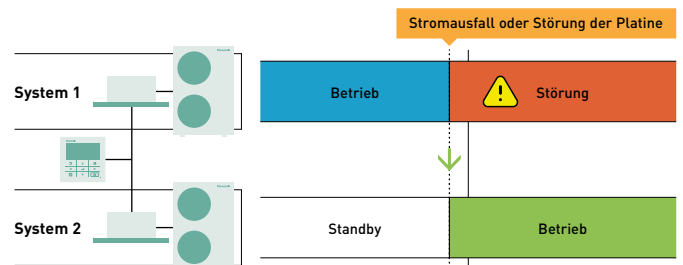 Stromausfall oder Störung der Platine
System 1
Betrieb
Störung
System 2
Standby
Betrieb